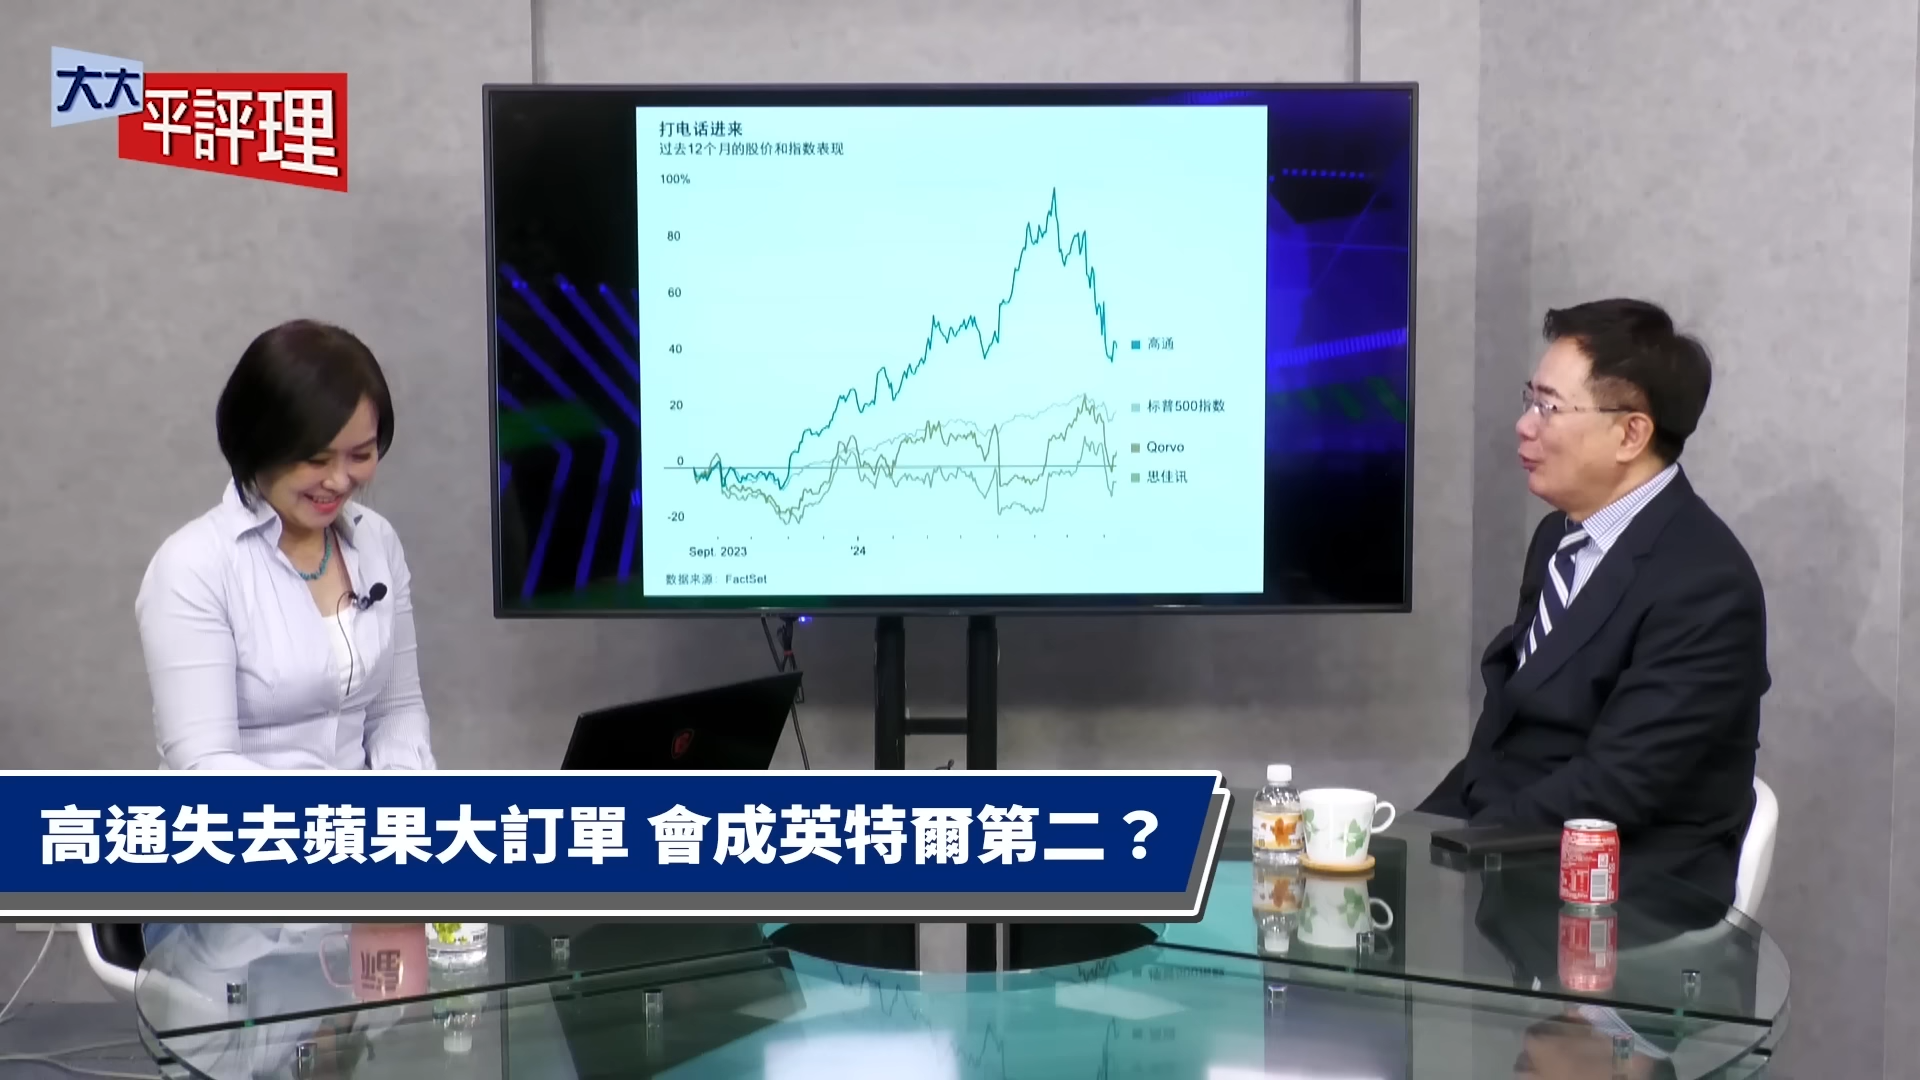 大大
平評理
打电话进来
过去12个月的股价和指数表现
100%
80
60
40
20
0
-20
高通
标普500指数
Qorvo
思佳讯
Sept. 2023
'24
数据来源：FactSet
高通失去蘋果大訂單 會成英特爾第二？